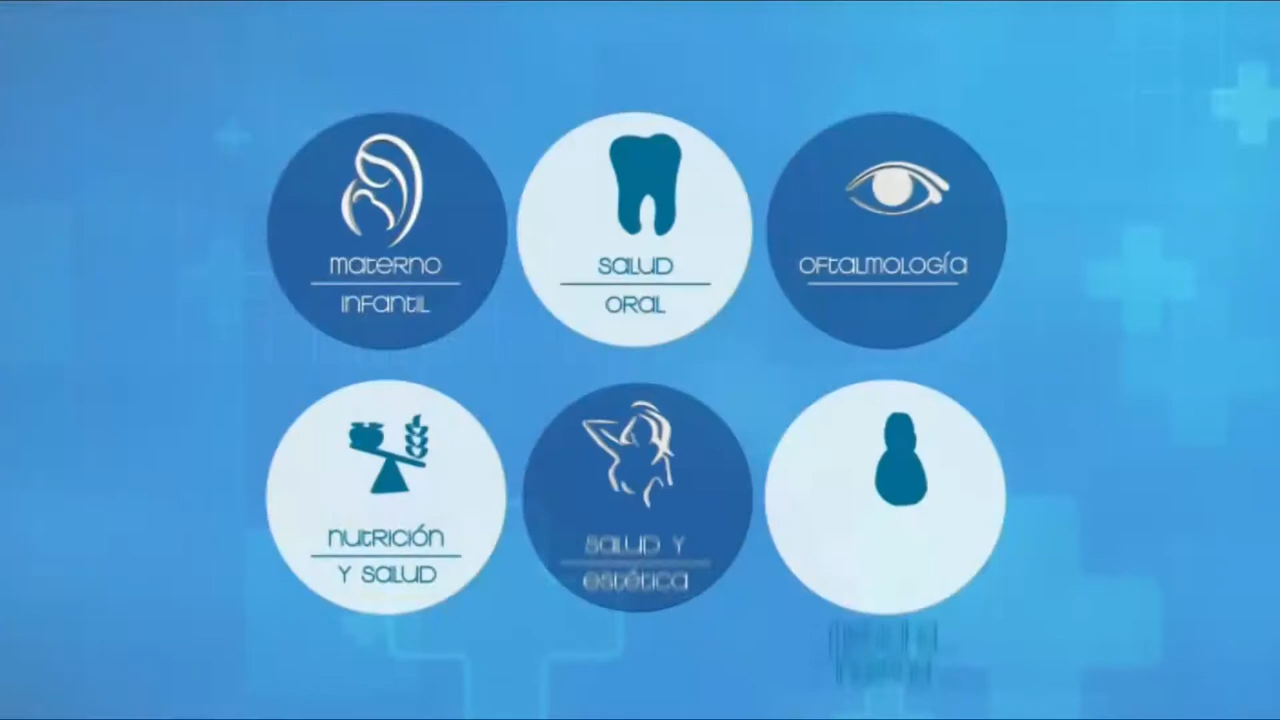 materno
infantil
salud
oral
oftalmología
nutrición
y salud
salud y
estética